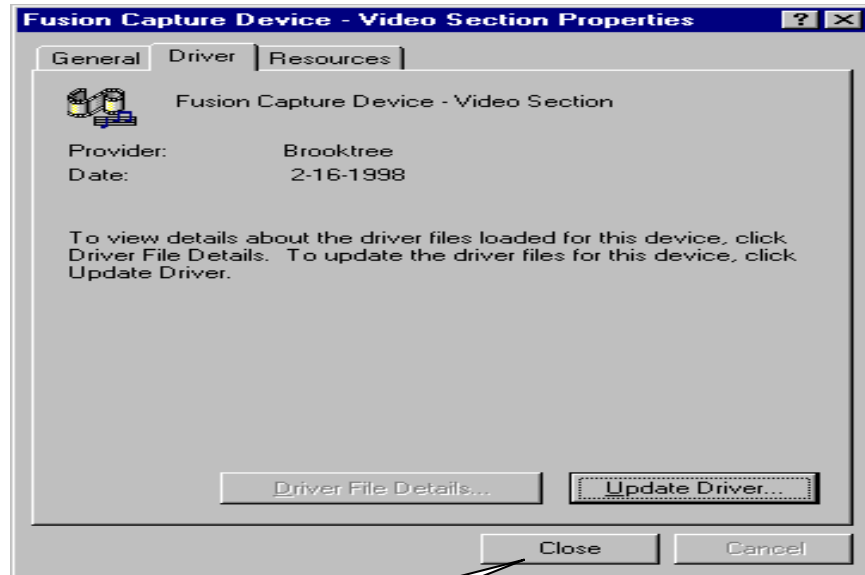 Fusion Capture Device - Video Section Properties
General Driver Resources
Fusion Capture Device - Video Section
Provider: Brooktree
Date: 2-16-1998
To view details about the driver files loaded for this device, click
Driver File Details. To update the driver files for this device, click
Update Driver.
Driver File Details... Update Driver...
Close Cancel